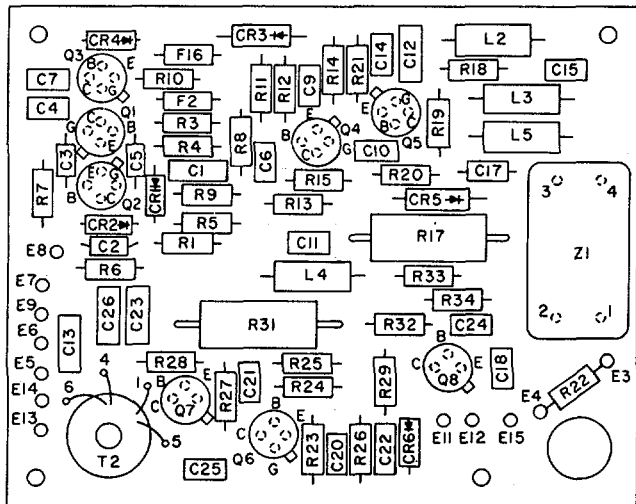 CR4
CR3
L2
Q3
B
E
F16
R14
R21
C14
C12
C7
C
G
R10
R11
R12
C9
R18
C15
C4
F2
L3
Q1
R3
E
Q4
E
G
B
C
Q5
R19
G
C
B
E
R4
R8
B
C
G
L5
C3
C5
C1
C6
C10
R7
E
G
B
C
Q2
CR1
R9
R15
R20
C17
3
4
CR2
R5
R13
CR5
C2
R1
C11
R17
Z1
E8
R6
L4
R33
E7
C26
C23
R34
E9
R31
R32
B
C24
2
1
E6
C13
4
R28
R25
C
E
Q8
C18
E5
6
1
B
E
C
Q7
R27
C21
R24
R29
R22
E3
E14
E4
E13
T2
5
C
B
E
Q6
G
R23
C20
R26
C22
CR6
E11
E12
E15
C25